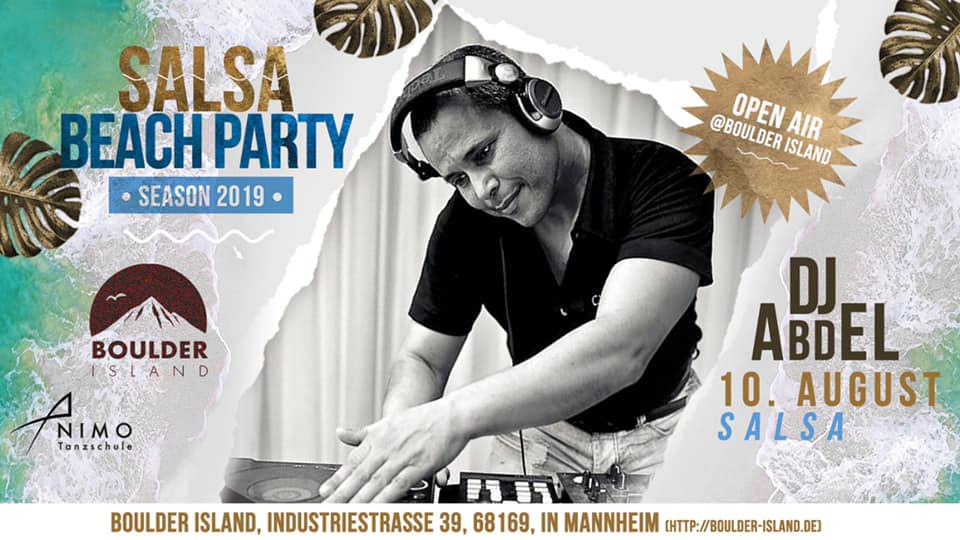 SALSA
BEACH PARTY
• SEASON 2019 •
OPEN AIR
@BOULDER ISLAND
BOULDER
ISLAND
ANIMO
Tanzschule
DJ
ABDEL
10. AUGUST
SALSA
BOULDER ISLAND, INDUSTRIESTRASSE 39, 68169, IN MANNHEIM (HTTP://BOULDER-ISLAND.DE)